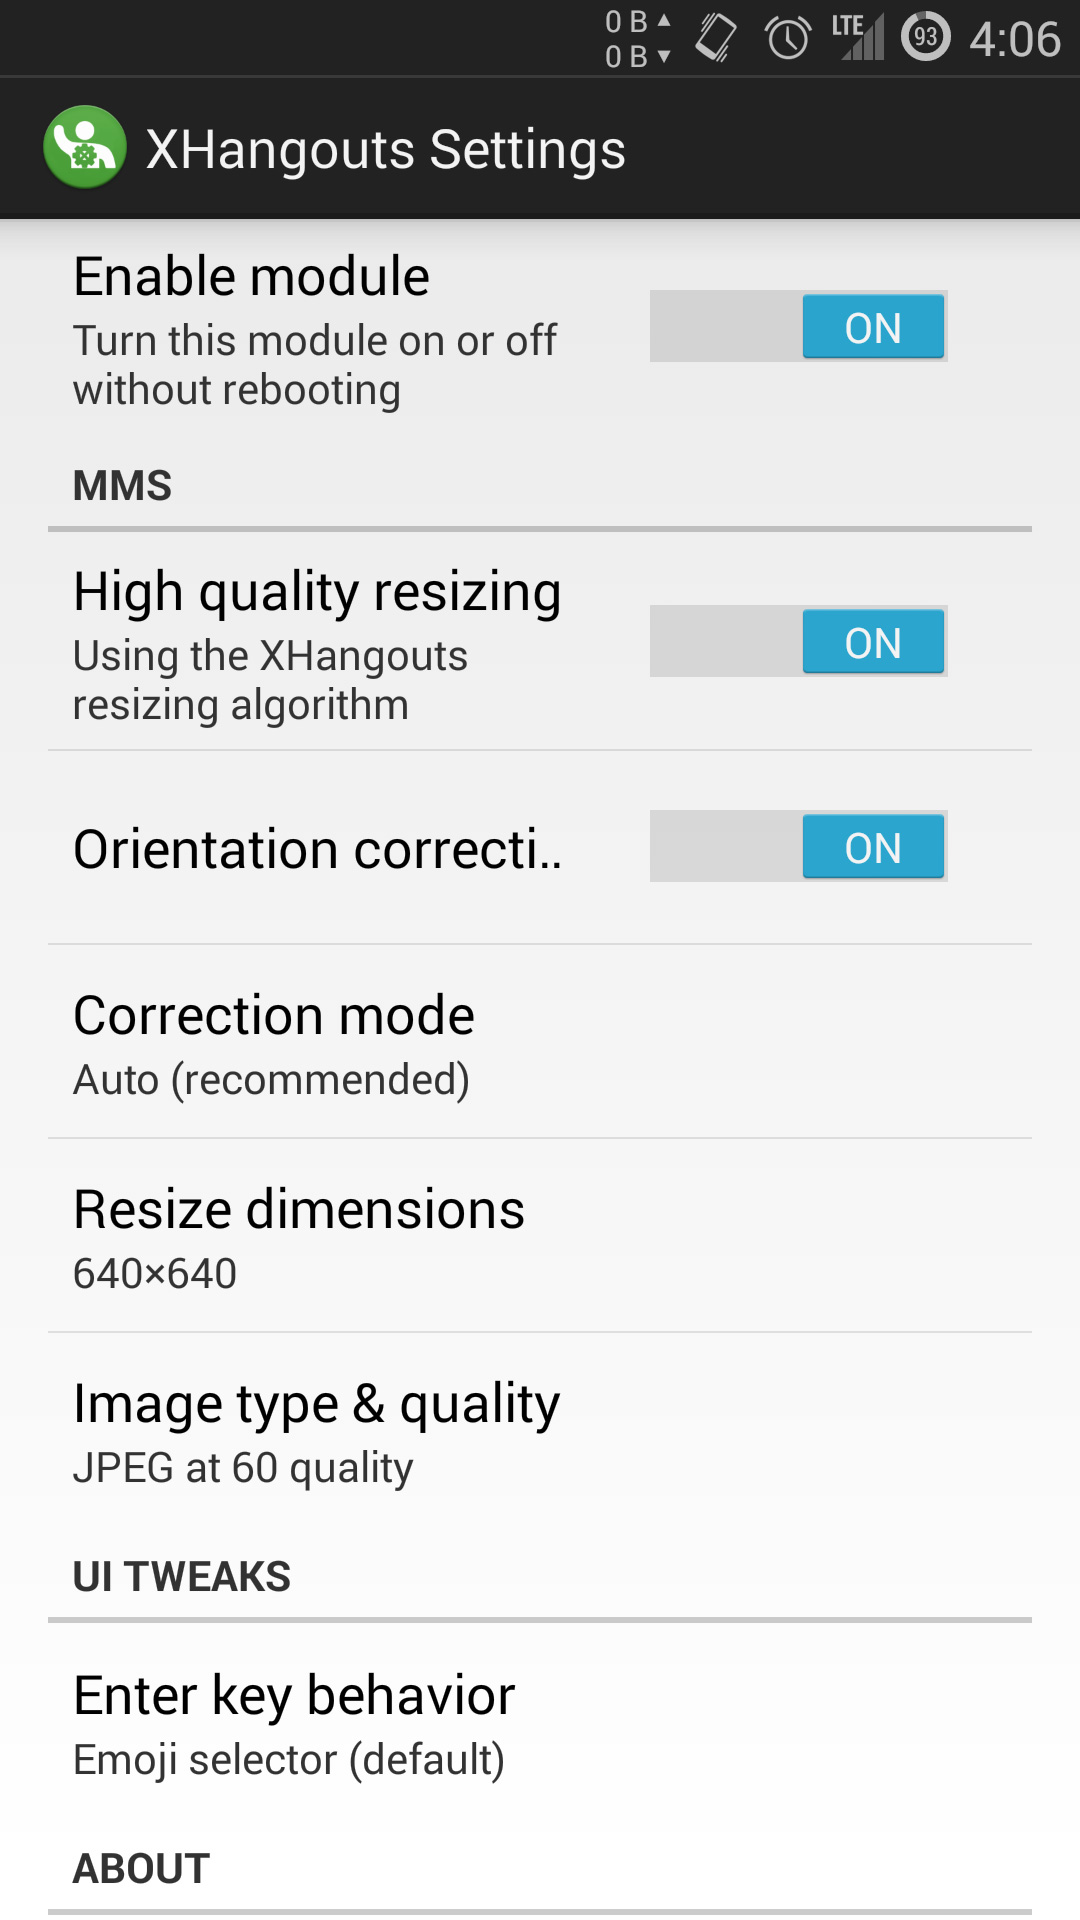 0 B ▲
0 B ▼
LTE
93
4:06
XHangouts Settings
Enable module
Turn this module on or off
without rebooting
ON
MMS
High quality resizing
Using the XHangouts
resizing algorithm
ON
Orientation correcti..
ON
Correction mode
Auto (recommended)
Resize dimensions
640×640
Image type & quality
JPEG at 60 quality
UI TWEAKS
Enter key behavior
Emoji selector (default)
ABOUT